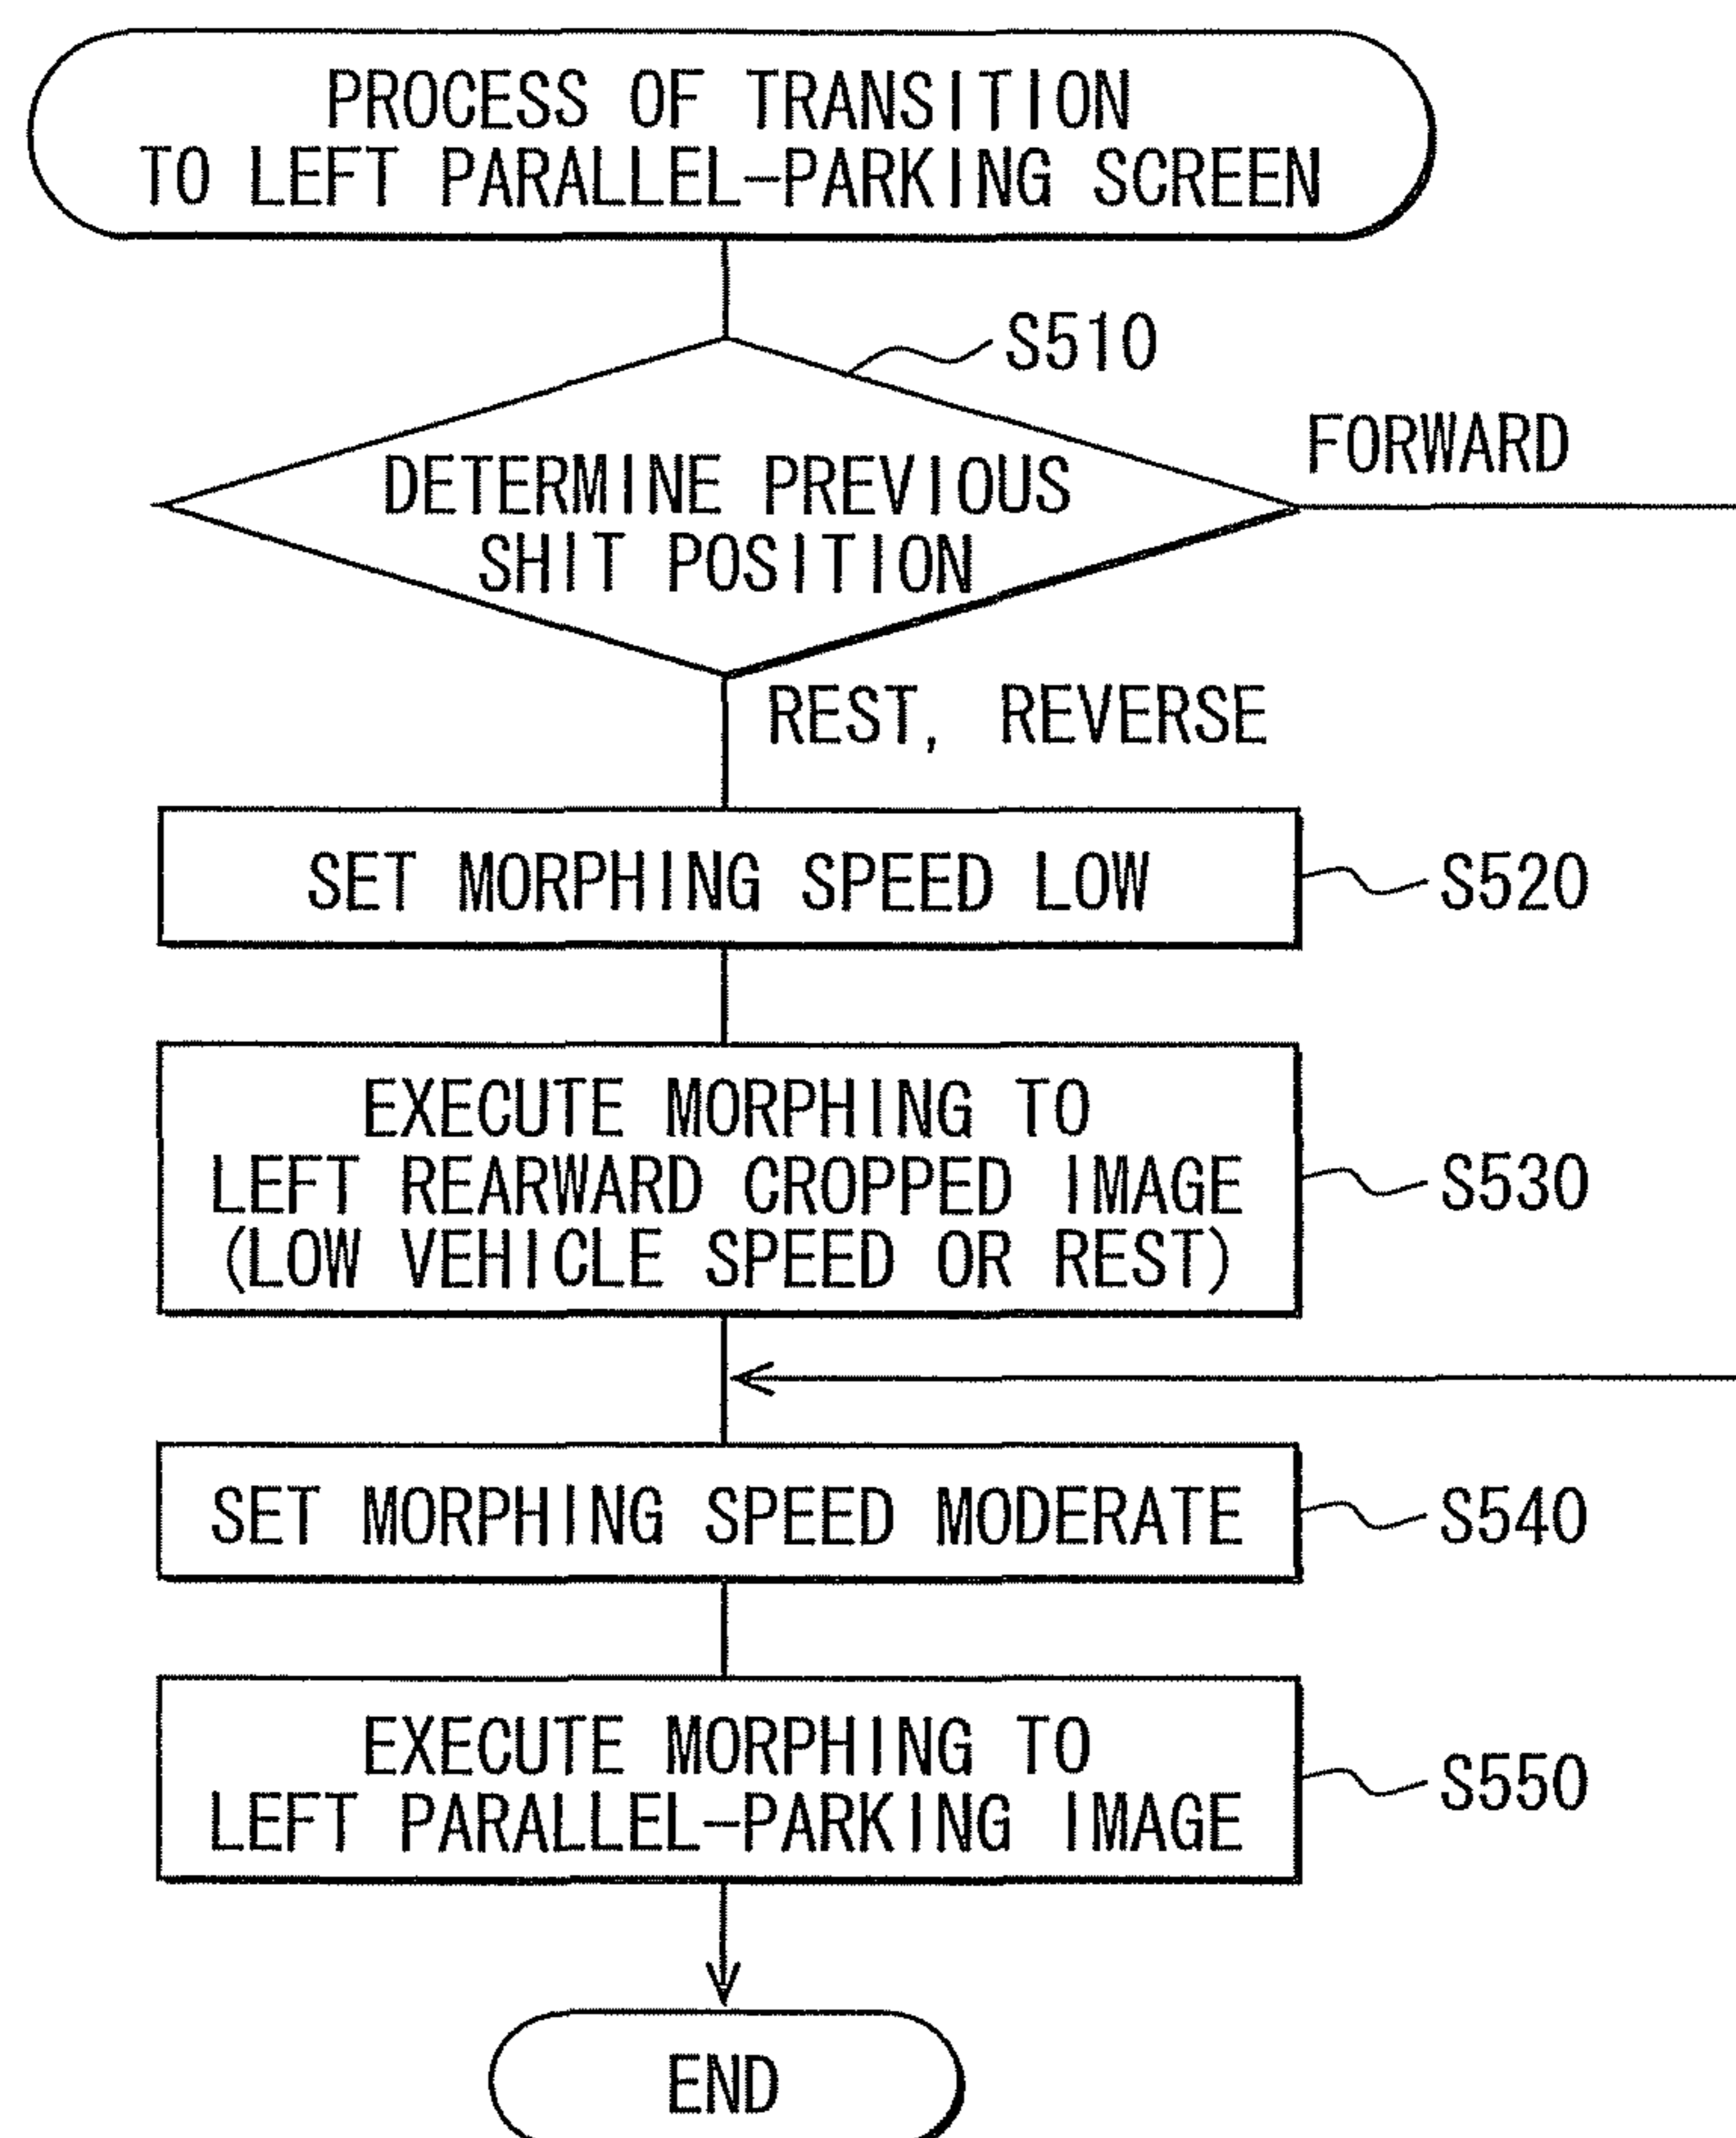 PROCESS OF TRANSITION
TO LEFT PARALLEL-PARKING SCREEN
S510
FORWARD
DETERMINE PREVIOUS
SHIT POSITION
REST, REVERSE
SET MORPHING SPEED LOW
S520
EXECUTE MORPHING TO
LEFT REARWARD CROPPED IMAGE
(LOW VEHICLE SPEED OR REST)
S530
SET MORPHING SPEED MODERATE
S540
EXECUTE MORPHING TO
LEFT PARALLEL-PARKING IMAGE
S550
END